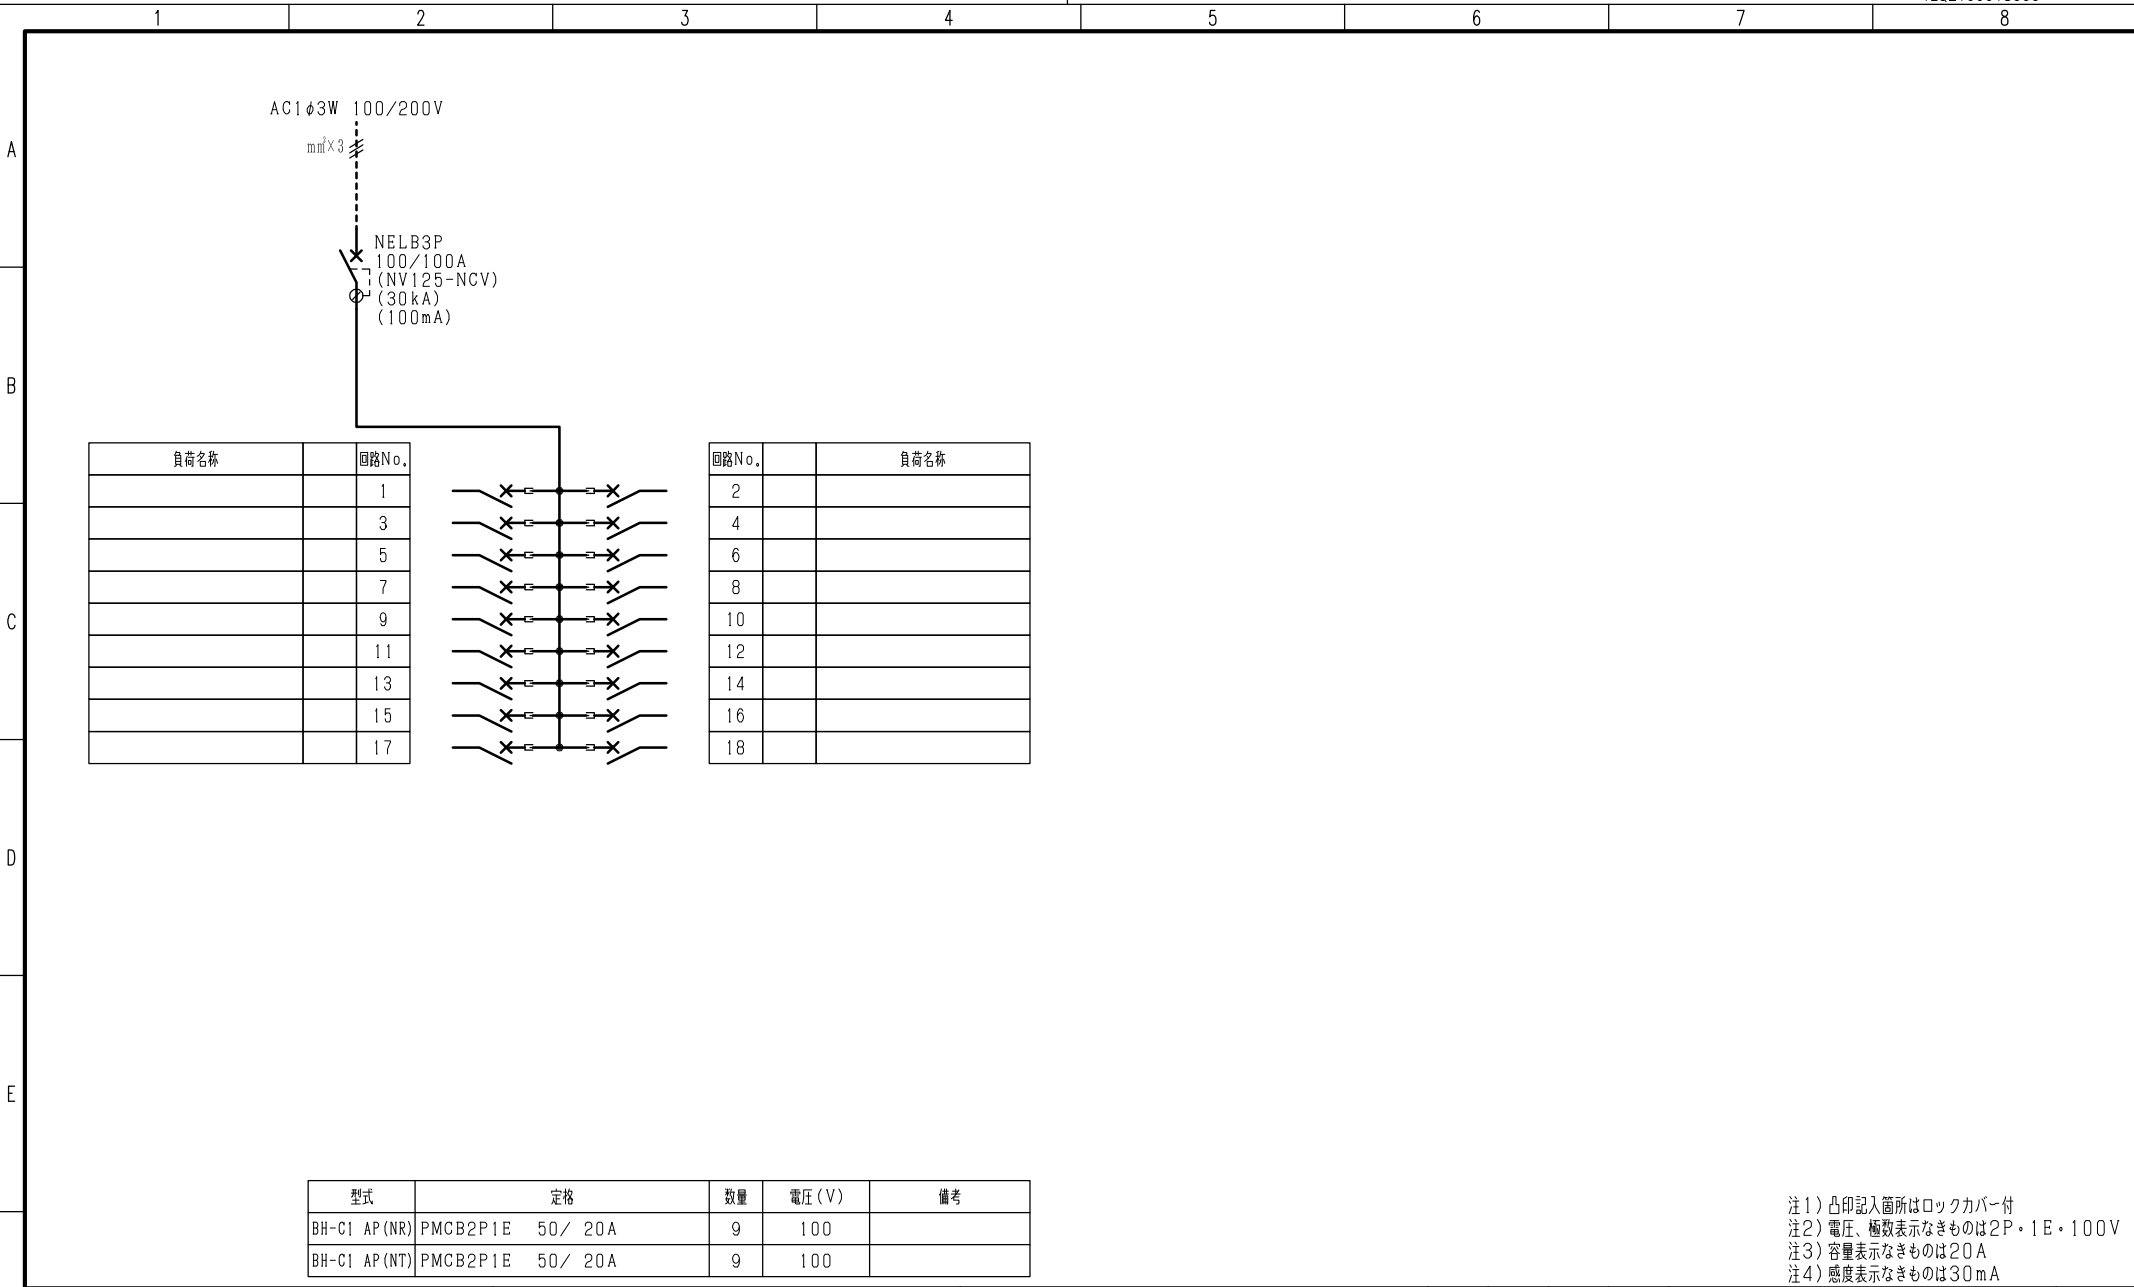 1 2 3 4 5 6 7 8
AC1φ3W 100/200V
A
mm²×3
NELB3P
100/100A
(NV125-NCV)
(30kA)
(100mA)
B
負荷名称 回路No. 回路No. 負荷名称
1 2
3 4
5 6
7 8
C
9 10
11 12
13 14
15 16
17 18
D
E
型式 定格 数量 電圧(V) 備考
BH-C1 AP(NR) PMCB2P1E 50/ 20A 9 100
BH-C1 AP(NT) PMCB2P1E 50/ 20A 9 100
注1)凸印記入箇所はロックカバー付
注2)電圧、極数表示なきものは2P・1E・100V
注3)容量表示なきものは20A
注4)感度表示なきものは30mA